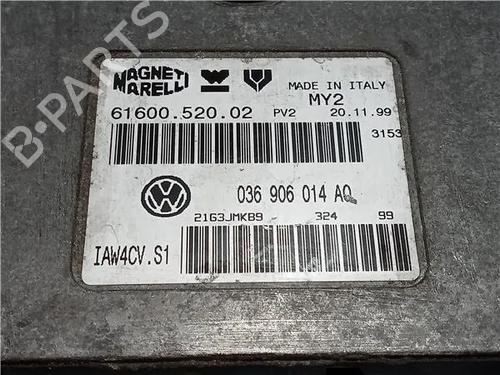 B-PARTS
MAGNETI MARELLI
MADE IN ITALY
MY2
61600.520.02 PV2 20.11.99
3153
036 906 014 AQ
21G3JMKB9 324 99
IAW4CV.S1